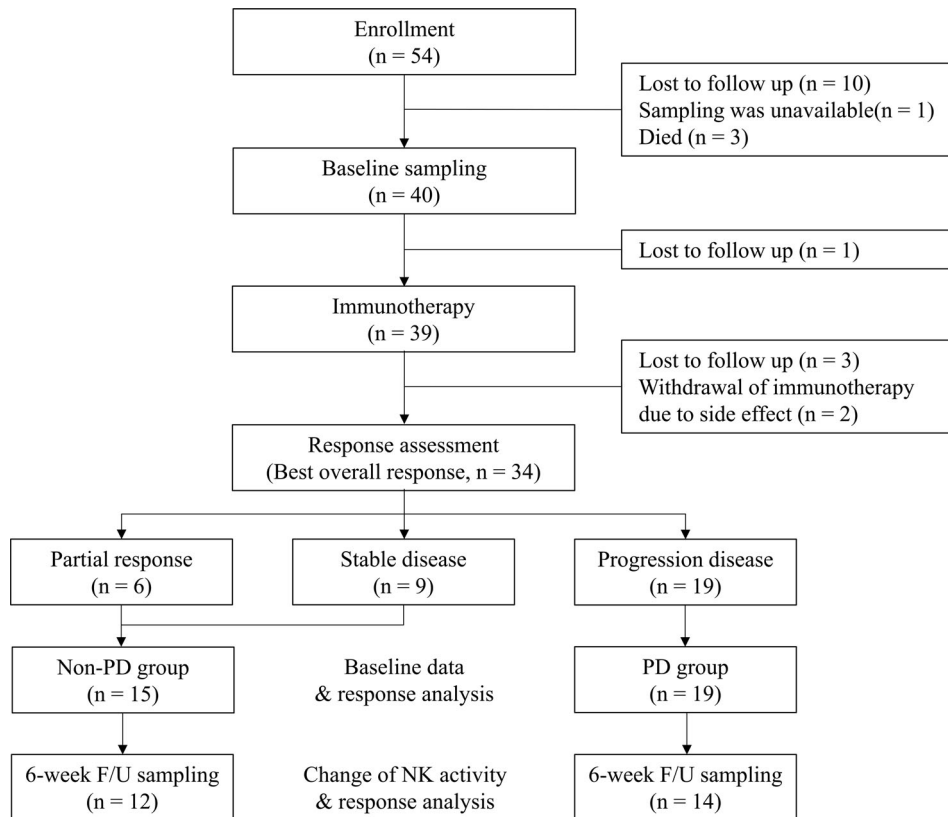 Enrollment
(n = 54)
Lost to follow up (n = 10)
Sampling was unavailable(n = 1)
Died (n = 3)
Baseline sampling
(n = 40)
Lost to follow up (n = 1)
Immunotherapy
(n = 39)
Lost to follow up (n = 3)
Withdrawal of immunotherapy
due to side effect (n = 2)
Response assessment
(Best overall response, n = 34)
Partial response
(n = 6)
Stable disease
(n = 9)
Progression disease
(n = 19)
Non-PD group
(n = 15)
Baseline data
& response analysis
PD group
(n = 19)
6-week F/U sampling
(n = 12)
Change of NK activity
& response analysis
6-week F/U sampling
(n = 14)